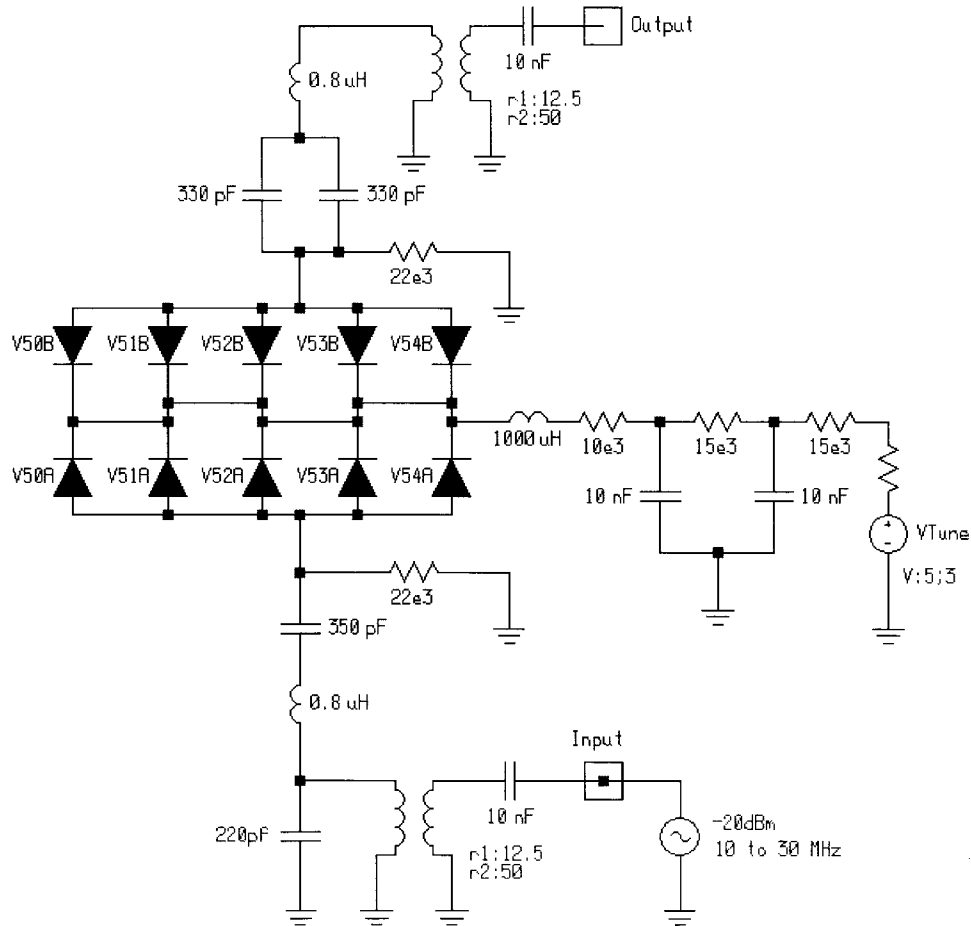 Output
10 nF
0.8 uH
r1:12.5
r2:50
330 pF
330 pF
22e3
V50B
V51B
V52B
V53B
V54B
1000 uH
10e3
15e3
15e3
V50A
V51A
V52A
V53A
V54A
10 nF
10 nF
VTune
V:5;3
22e3
350 pF
0.8 uH
Input
10 nF
220pf
r1:12.5
r2:50
-20dBm
10 to 30 MHz